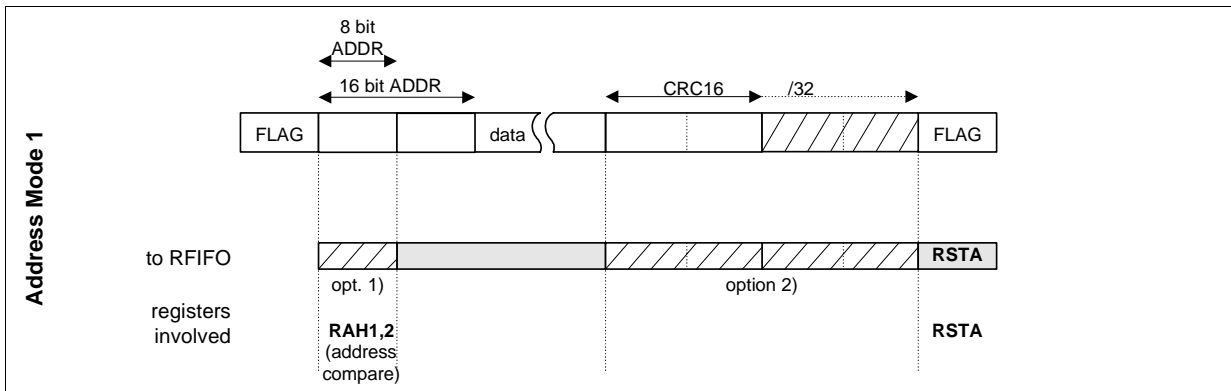 8 bit
ADDR
16 bit ADDR
CRC16 /32
Address Mode 1
FLAG data FLAG
to RFIFO RSTA
opt. 1) option 2)
registers
involved
RAH1,2 RSTA
(address
compare)